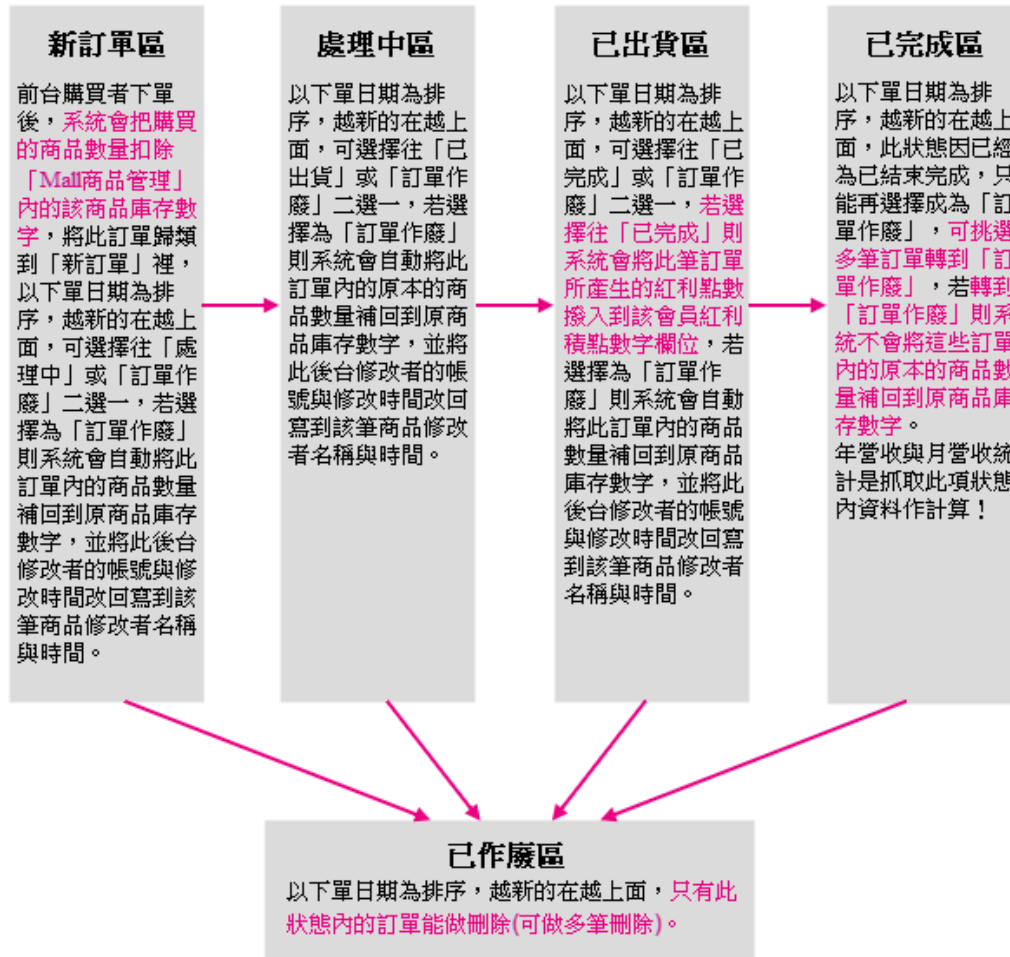 新訂單區
前台購買者下單
後，系統會把購買
的商品數量扣除
「Mall商品管理」
內的該商品庫存數
字，將此訂單歸類
到「新訂單」裡，
以下單日期為排
序，越新的在越上
面，可選擇往「處
理中」或「訂單作
廢」二選一，若選
擇為「訂單作廢」
則系統會自動將此
訂單內的商品數量
補回到原商品庫存
數字，並將此後台
修改者的帳號與修
改時間改回寫到該
筆商品修改者名稱
與時間。
處理中區
以下單日期為排
序，越新的在越上
面，可選擇往「已
出貨」或「訂單作
廢」二選一，若選
擇為「訂單作廢」
則系統會自動將此
訂單內的原本的商
品數量補回到原商
品庫存數字，並將
此後台修改者的帳
號與修改時間改回
寫到該筆商品修改
者名稱與時間。
已出貨區
以下單日期為排
序，越新的在越上
面，可選擇往「已
完成」或「訂單作
廢」二選一，若選
擇往「已完成」則
系統會將此筆訂單
所產生的紅利點數
撥入到該會員紅利
積點數字欄位，若
選擇為「訂單作
廢」則系統會自動
將此訂單內的商品
數量補回到原商品
庫存數字，並將此
後台修改者的帳號
與修改時間改回寫
到該筆商品修改者
名稱與時間。
已完成區
以下單日期為排
序，越新的在越上
面，此狀態因已經
為已結束完成，只
能再選擇成為「訂
單作廢」，可挑選
多筆訂單轉到「訂
單作廢」，若轉到
「訂單作廢」則系
統不會將這些訂單
內的原本的商品數
量補回到原商品庫
存數字。
年營收與月營收統
計是抓取此項狀態
內資料作計算！
已作廢區
以下單日期為排序，越新的在越上面，只有此
狀態內的訂單能做刪除(可做多筆刪除)。